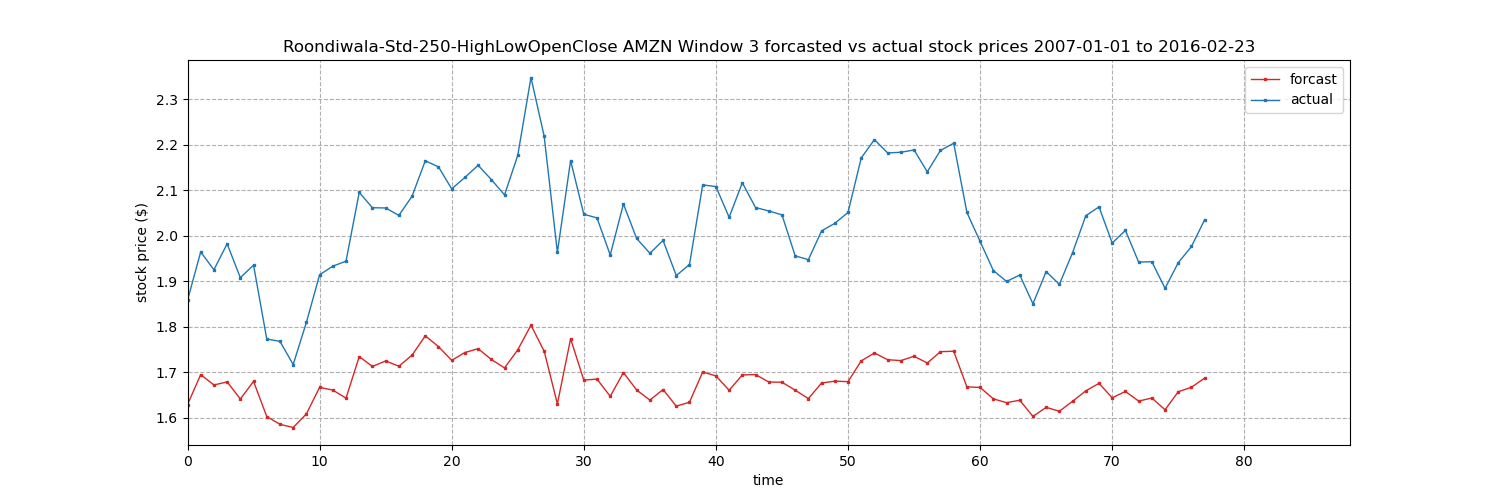 Roondiwala-Std-250-HighLowOpenClose AMZN Window 3 forcasted vs actual stock prices 2007-01-01 to 2016-02-23
forcast
actual
stock price ($)
2.3
2.2
2.1
2.0
1.9
1.8
1.7
1.6
0 10 20 30 40 50 60 70 80
time